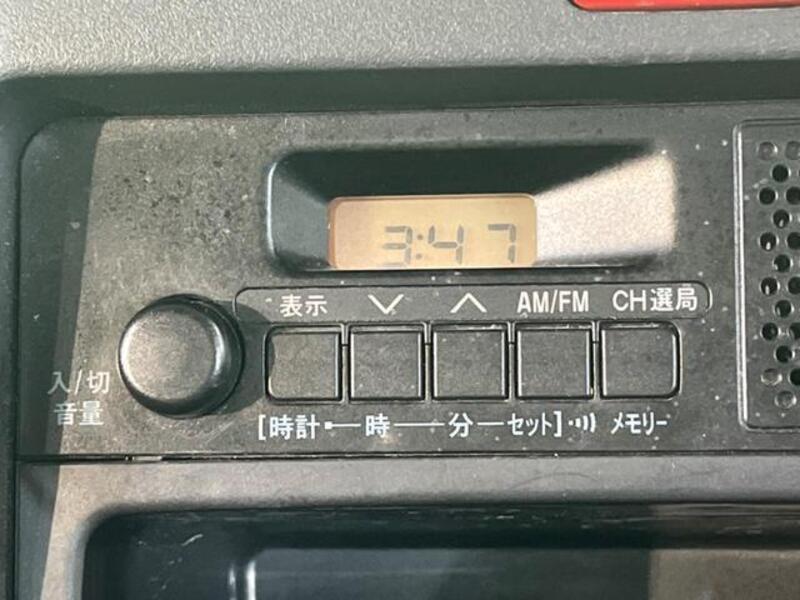 3:47
表示 ∨ ∧ AM/FM CH選局
入/切
音量
[時計 時 分 セット] メモリー